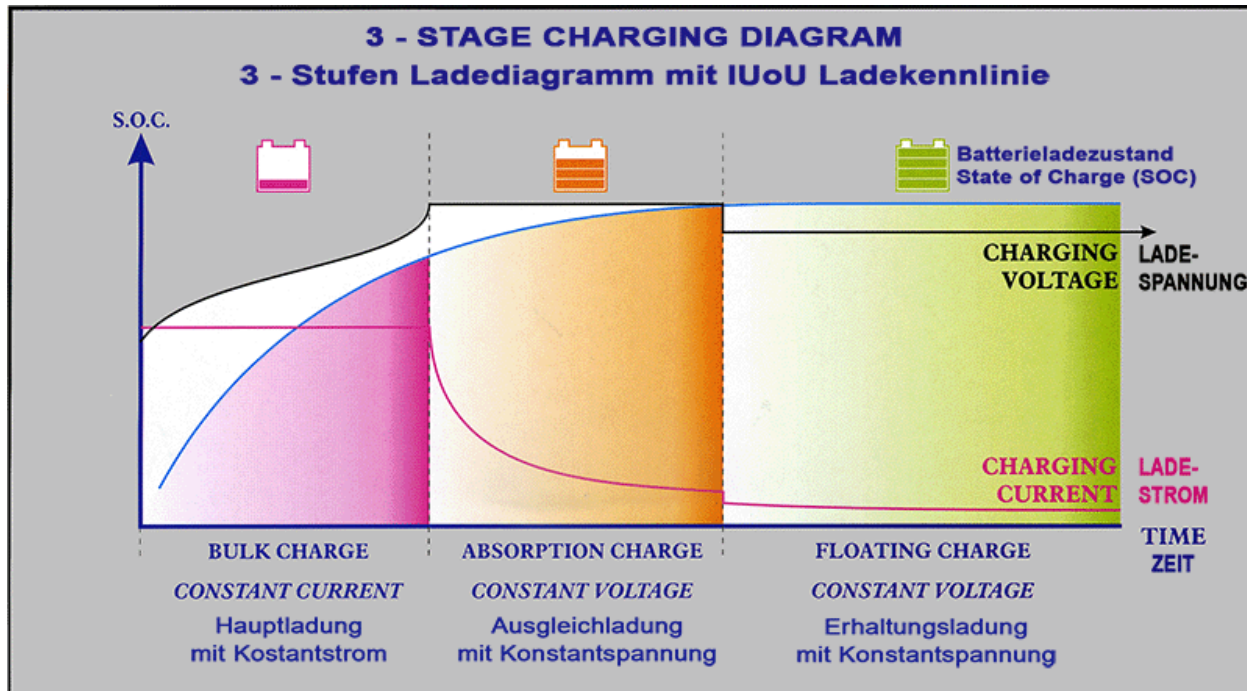 3 - STAGE CHARGING DIAGRAM
3 - Stufen Ladediagramm mit IUoU Ladekennlinie
S.O.C.
Batterieladezustand
State of Charge (SOC)
CHARGING LADE-
VOLTAGE SPANNUNG
CHARGING LADE-
CURRENT STROM
TIME
ZEIT
BULK CHARGE
CONSTANT CURRENT
Hauptladung
mit Kostantstrom
ABSORPTION CHARGE
CONSTANT VOLTAGE
Ausgleichladung
mit Konstantspannung
FLOATING CHARGE
CONSTANT VOLTAGE
Erhaltungsladung
mit Konstantspannung